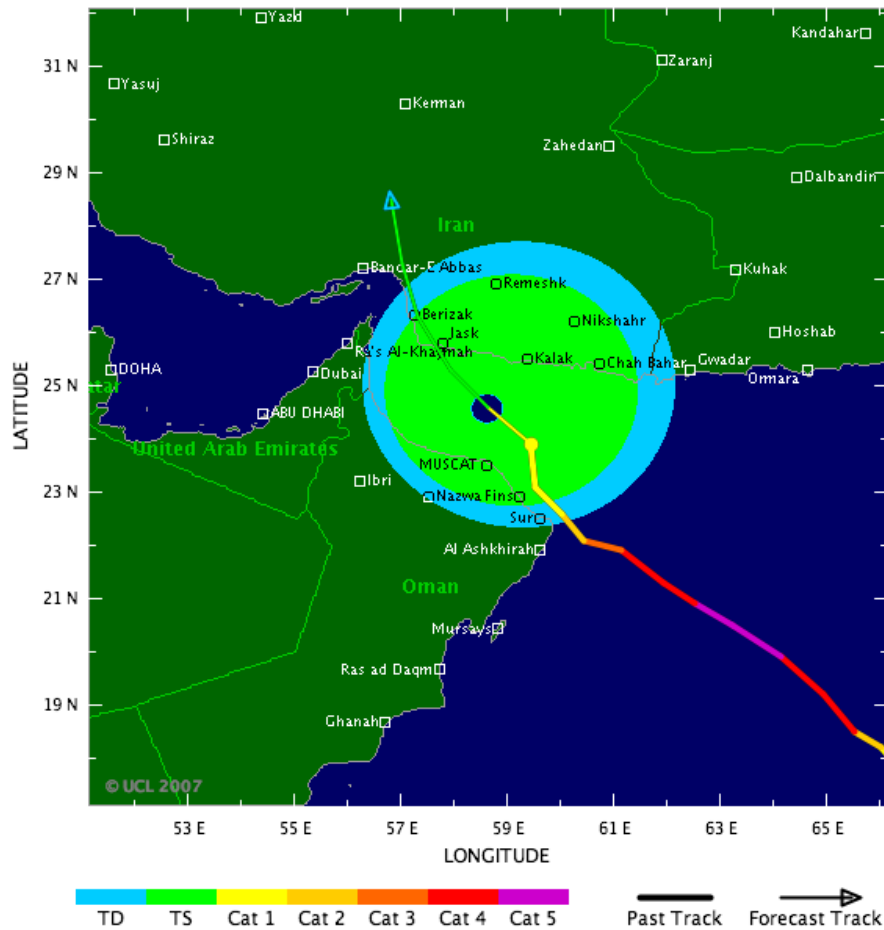 Yazd
Kandahar
31 N
Zaranj
Yasuj
Kerman
Shiraz
Zahedan
29 N
Dalbandin
Iran
Bandar-E Abbas
Kuhak
27 N
Remeshk
Berizak
Nikshahr
Jask
Hoshab
Ra's Al-Khaymah
Kalak
Chah Bahar
Gwadar
DOHA
Dubai
Ormara
25 N
atar
ABU DHABI
United Arab Emirates
MUSCAT
Ibri
23 N
Nazwa
Fins
Sur
Al Ashkhirah
21 N
Oman
Mursays
Ras ad Daqm
19 N
Ghanah
© UCL 2007
LATITUDE
53 E 55 E 57 E 59 E 61 E 63 E 65 E
LONGITUDE
TD TS Cat 1 Cat 2 Cat 3 Cat 4 Cat 5 Past Track Forecast Track